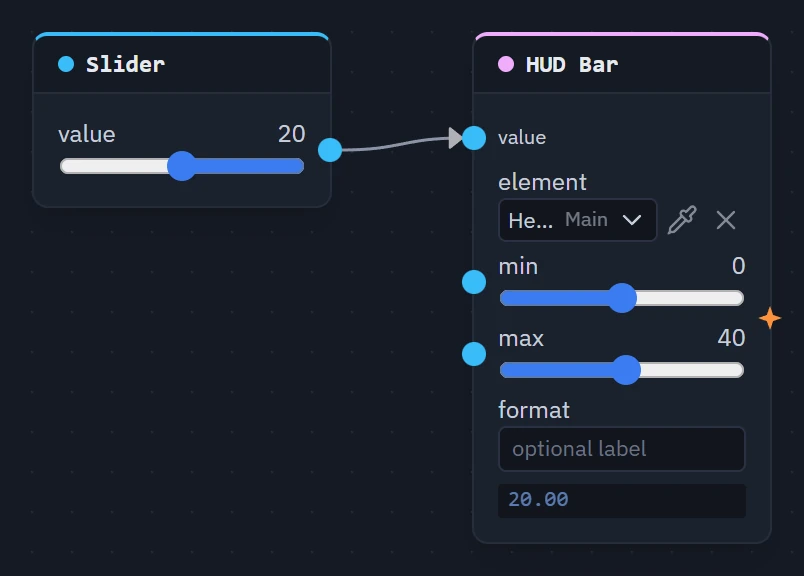 Slider
value 20
HUD Bar
value
element
He... Main
min 0
max 40
format
optional label
20.00